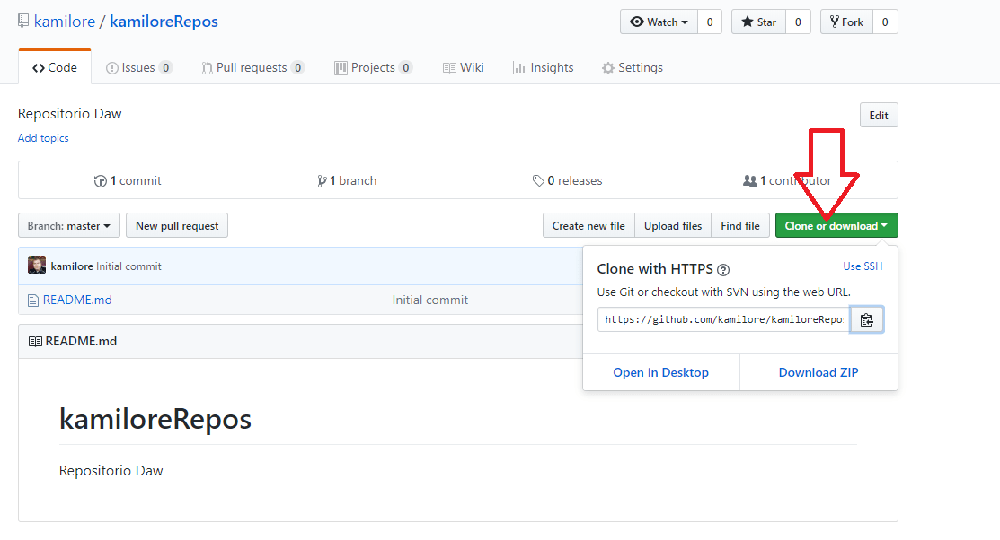 kamilore / kamiloreRepos
Watch 0 Star 0 Fork 0
Code Issues 0 Pull requests 0 Projects 0 Wiki Insights Settings
Repositorio Daw
Edit
Add topics
1 commit 1 branch 0 releases 1 contributor
Branch: master New pull request Create new file Upload files Find file Clone or download
kamilore Initial commit
README.md Initial commit
Clone with HTTPS ? Use SSH
Use Git or checkout with SVN using the web URL.
https://github.com/kamilore/kamiloreRepo
Open in Desktop Download ZIP
README.md
kamiloreRepos
Repositorio Daw